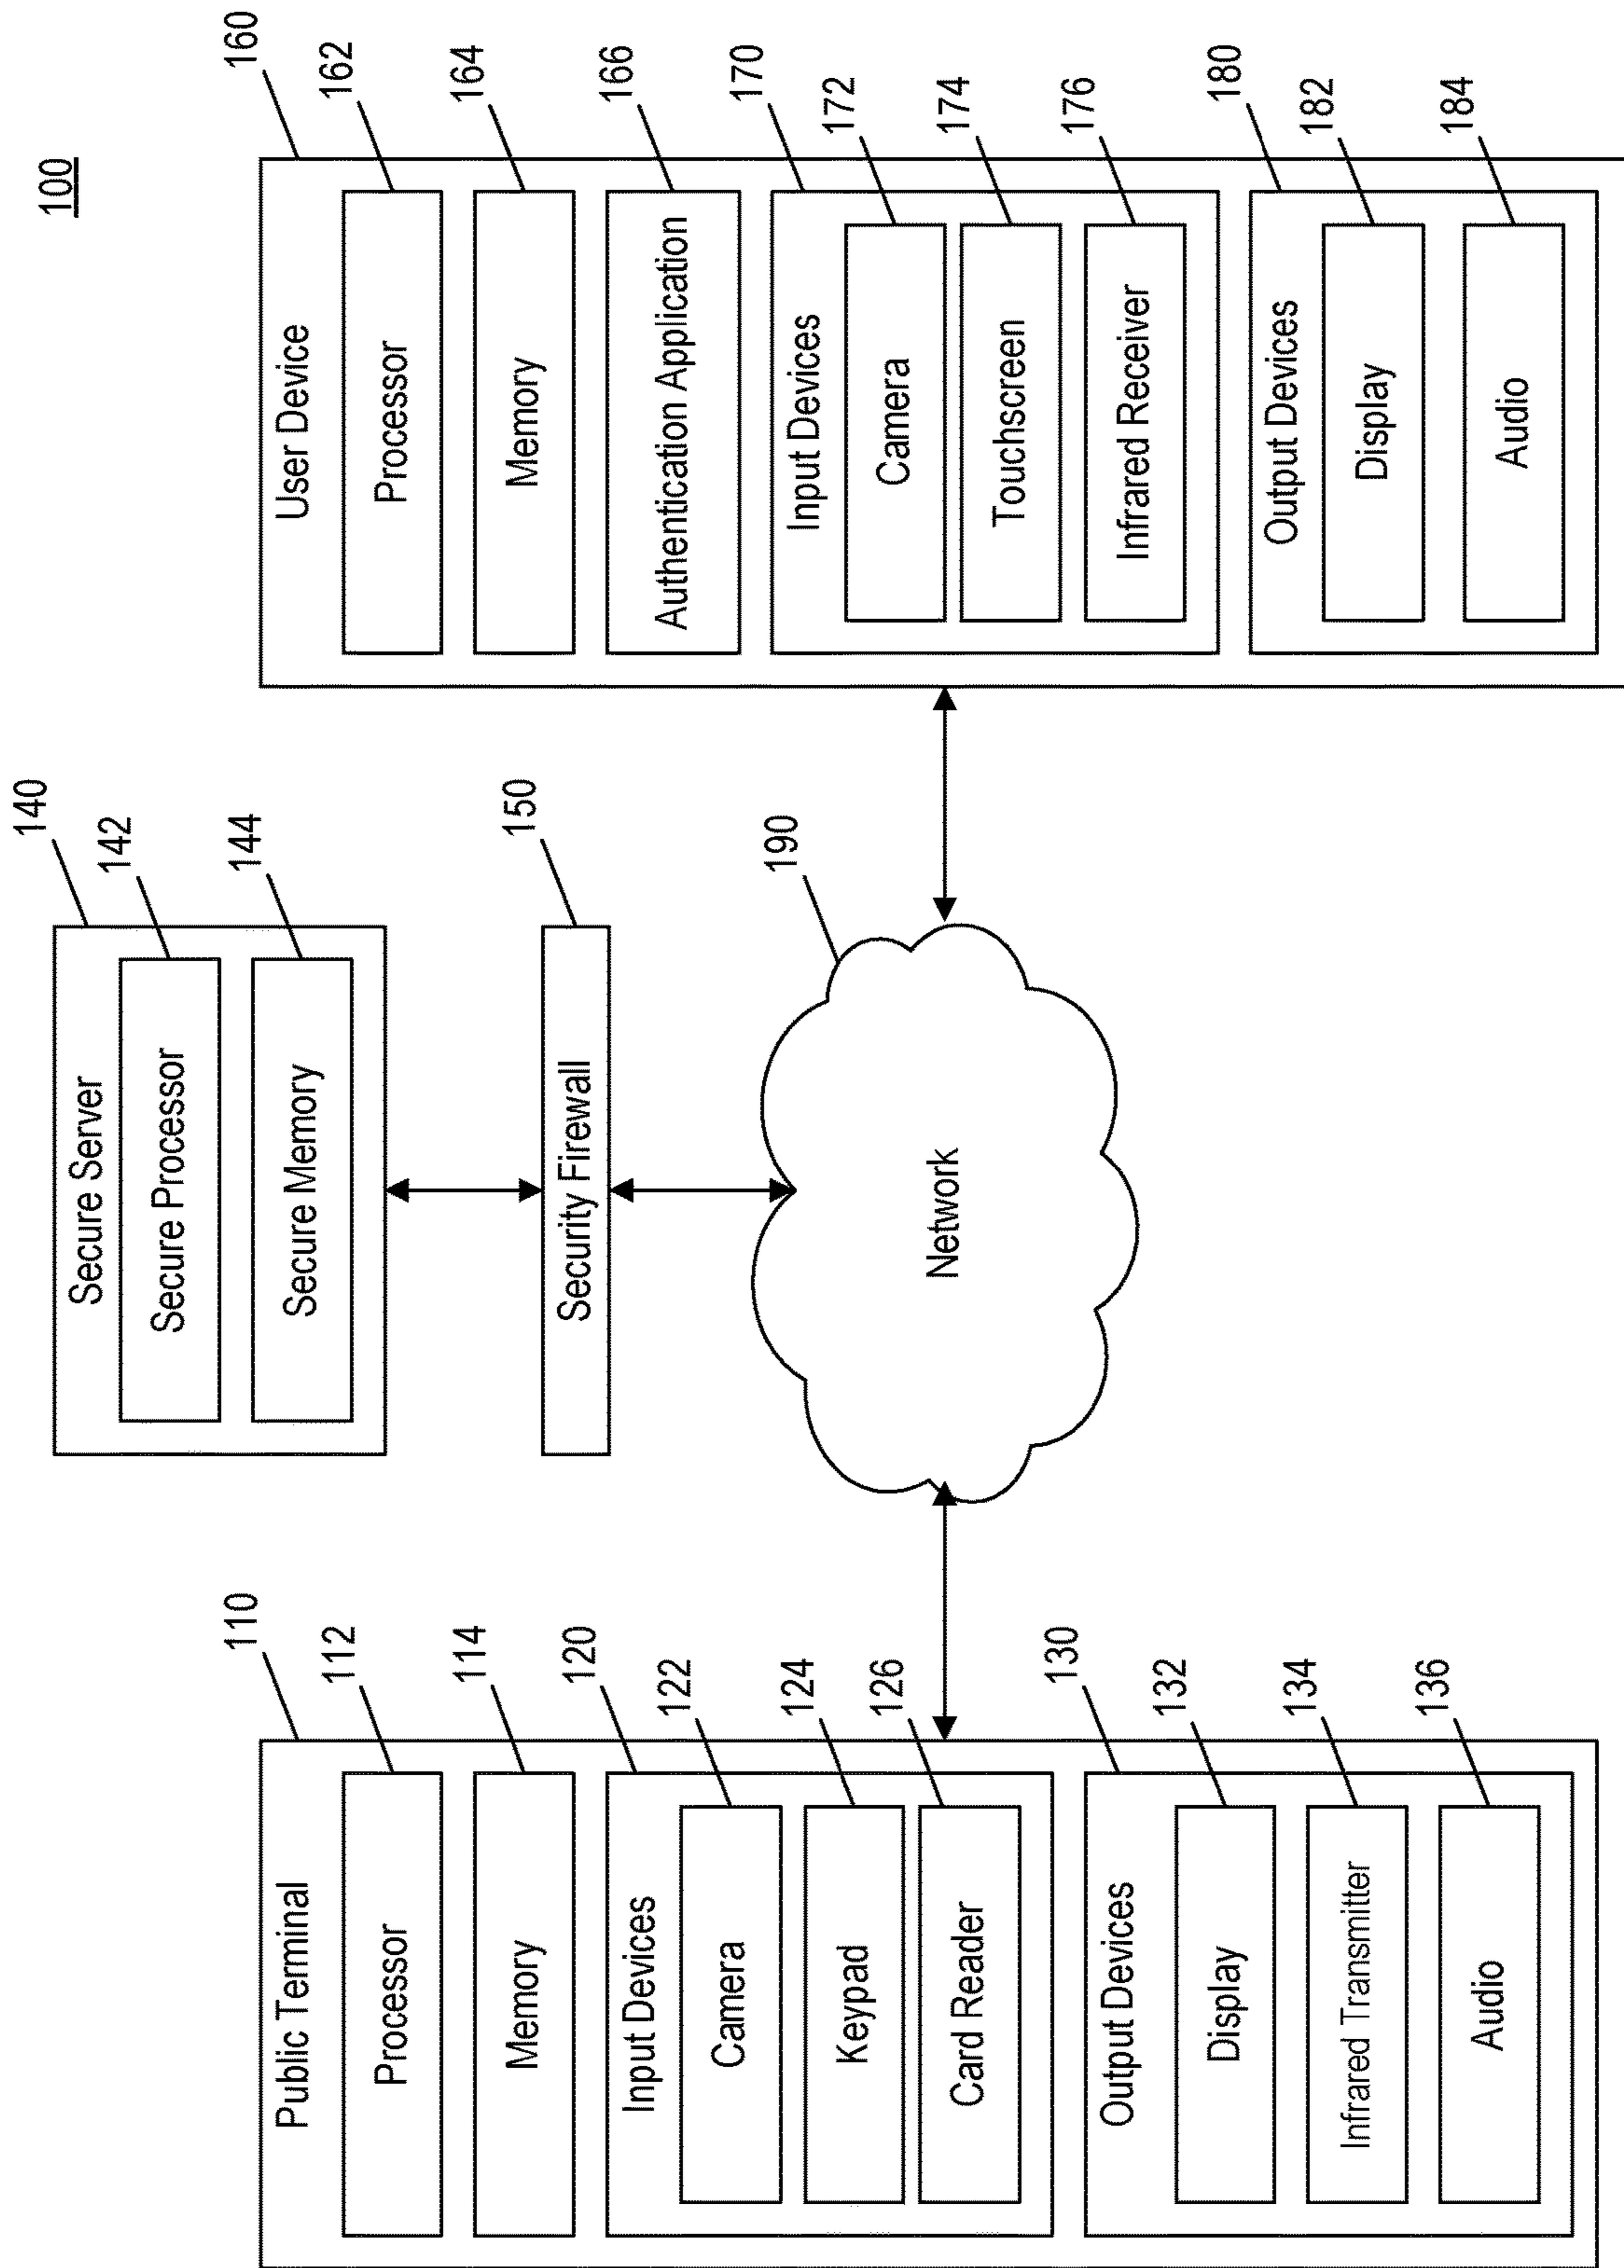 100
Public Terminal
110
Processor
112
Memory
114
Input Devices
120
Camera
122
Keypad
124
Card Reader
126
Output Devices
130
Display
132
Infrared Transmitter
134
Audio
136
Secure Server
140
Secure Processor
142
Secure Memory
144
Security Firewall
150
Network
190
User Device
160
Processor
162
Memory
164
Authentication Application
166
Input Devices
170
Camera
172
Touchscreen
174
Infrared Receiver
176
Output Devices
180
Display
182
Audio
184